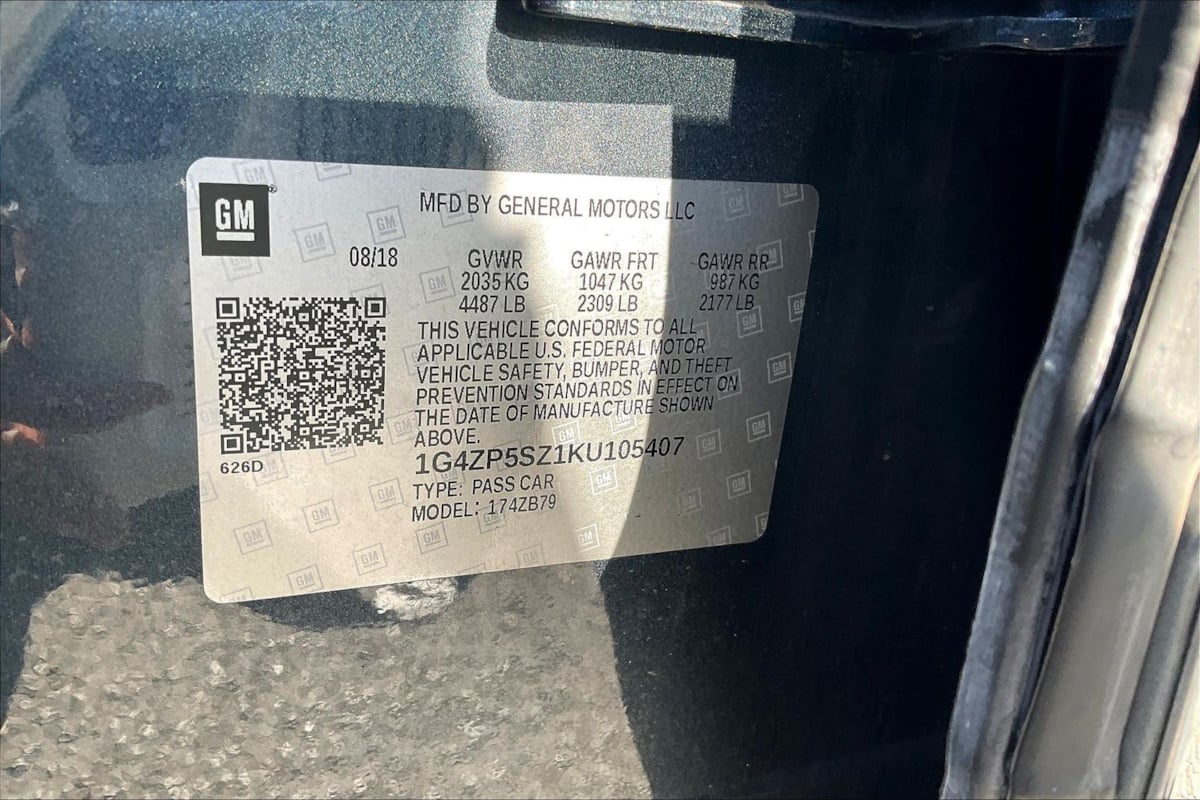 GM
MFD BY GENERAL MOTORS LLC
08/18 GVWR GAWR FRT GAWR RR
2035 KG 1047 KG 987 KG
4487 LB 2309 LB 2177 LB
THIS VEHICLE CONFORMS TO ALL
APPLICABLE U.S. FEDERAL MOTOR
VEHICLE SAFETY, BUMPER, AND THEFT
PREVENTION STANDARDS IN EFFECT ON
THE DATE OF MANUFACTURE SHOWN
ABOVE.
626D
1G4ZP5SZ1KU105407
TYPE: PASS CAR
MODEL: 174ZB79